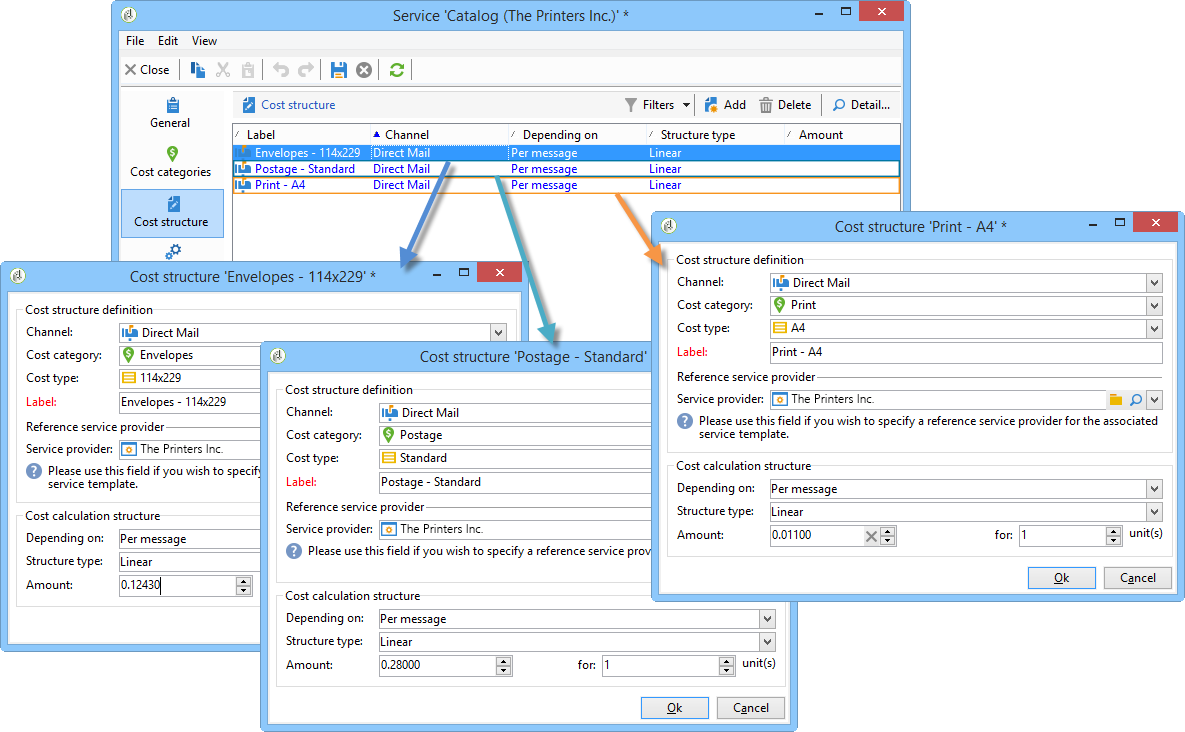 Service 'Catalog (The Printers Inc.)' *
File Edit View
Close
General
Cost categories
Cost structure
Cost structure Filters Add Delete Detail...
Label Channel Depending on Structure type Amount
Envelopes - 114x229 Direct Mail Per message Linear
Postage - Standard Direct Mail Per message Linear
Print - A4 Direct Mail Per message Linear
Cost structure 'Envelopes - 114x229' *
Cost structure definition
Channel: Direct Mail
Cost category: Envelopes
Cost type: 114x229
Label: Envelopes - 114x229
Reference service provider
Service provider: The Printers Inc.
Please use this field if you wish to specify
service template.
Cost calculation structure
Depending on: Per message
Structure type: Linear
Amount: 0.12430
Cost structure 'Postage - Standard'
Cost structure definition
Channel: Direct Mail
Cost category: Postage
Cost type: Standard
Label: Postage - Standard
Reference service provider
Service provider: The Printers Inc.
Please use this field if you wish to specify a reference service prov
Cost calculation structure
Depending on: Per message
Structure type: Linear
Amount: 0.28000 for: 1 unit(s)
Ok Cancel
Cost structure 'Print - A4' *
Cost structure definition
Channel: Direct Mail
Cost category: Print
Cost type: A4
Label: Print - A4
Reference service provider
Service provider: The Printers Inc.
Please use this field if you wish to specify a reference service provider for the associated
service template.
Cost calculation structure
Depending on: Per message
Structure type: Linear
Amount: 0.01100 for: 1 unit(s)
Ok Cancel